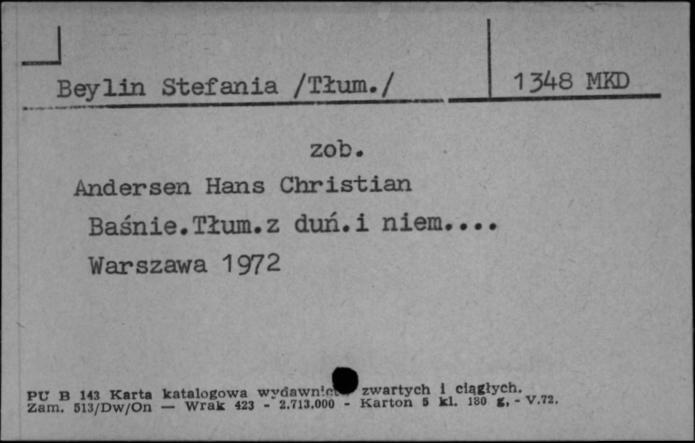 Beylin Stefania /Tłum./
1348 MKD
zob.
Andersen Hans Christian
Baśnie.Tłum.z duń.i niem....
Warszawa 1972
PU B 143 Karta katalogowa zwartych i ciągłych.
Zam. 513/Dw/On — Wrak 423 - 2.713.000 - Karton 5 kl. 180 g, - V.72.